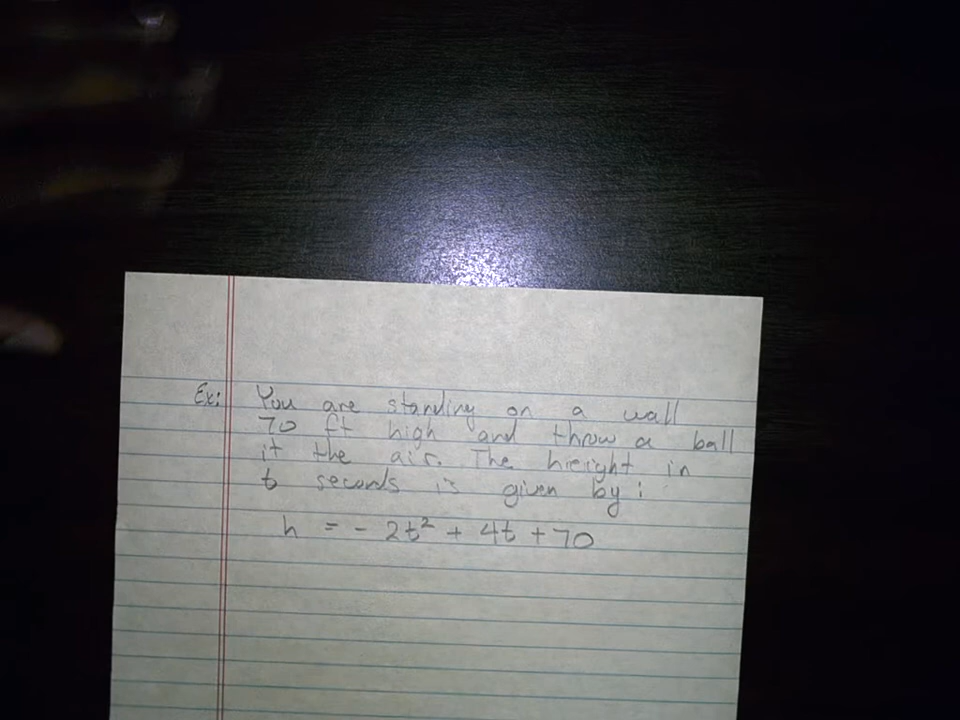 Ex: You are standing on a wall
70 ft high and throw a ball
it the air. The hieight in
t seconds is given by:
h = - 2t² + 4t + 70